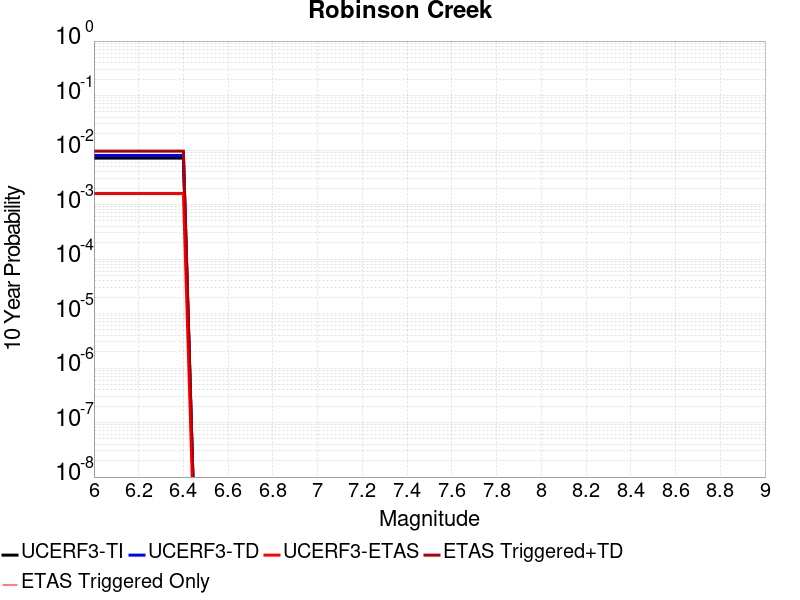 Robinson Creek
10 Year Probability
10^0
10^-1
10^-2
10^-3
10^-4
10^-5
10^-6
10^-7
10^-8
6 6.2 6.4 6.6 6.8 7 7.2 7.4 7.6 7.8 8 8.2 8.4 8.6 8.8 9
Magnitude
UCERF3-TI UCERF3-TD UCERF3-ETAS ETAS Triggered+TD
ETAS Triggered Only